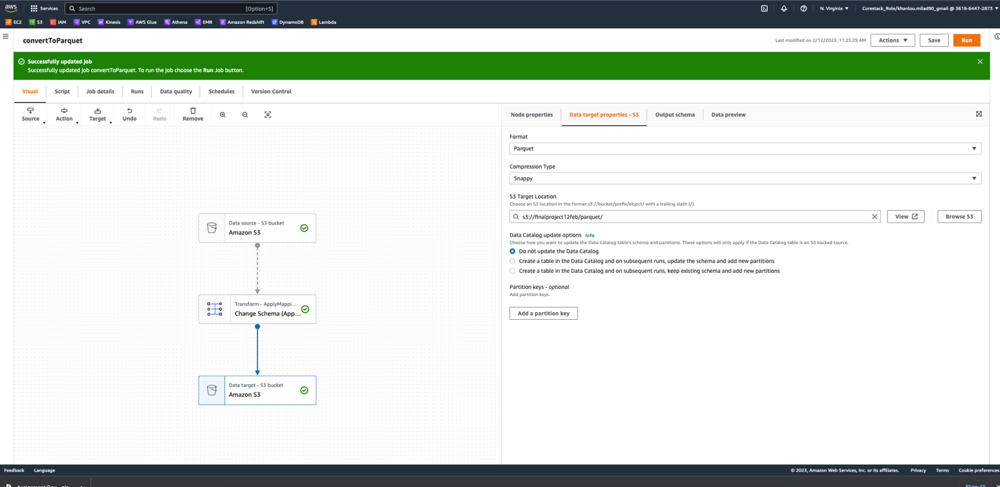 aws
Services
Search
[Option+S]
N. Virginia
Corestack_Role/khanlou.milad90_gmail @ 3618-6447-2873
EC2
S3
IAM
VPC
Kinesis
AWS Glue
Athena
EMR
Amazon Redshift
DynamoDB
Lambda
convertToParquet
Last modified on 2/12/2023, 11:25:29 AM
Actions
Save
Run
Successfully updated job
Successfully updated job convertToParquet. To run the job choose the Run Job button.
Visual
Script
Job details
Runs
Data quality
Schedules
Version Control
Source
Action
Target
Undo
Redo
Remove
Node properties
Data target properties - S3
Output schema
Data preview
Format
Parquet
Compression Type
Snappy
S3 Target Location
Choose an S3 location in the format s3://bucket/prefix/object/ with a trailing slash (/).
s3://finalproject12feb/parquet/
View
Browse S3
Data Catalog update options
Info
Choose how you want to update the Data Catalog table's schema and partitions. These options will only apply if the Data Catalog table is an S3 backed source.
Do not update the Data Catalog
Create a table in the Data Catalog and on subsequent runs, update the schema and add new partitions
Create a table in the Data Catalog and on subsequent runs, keep existing schema and add new partitions
Partition keys - optional
Add partition keys.
Add a partition key
Data source - S3 bucket
Amazon S3
Transform - ApplyMappi...
Change Schema (App...
Data target - S3 bucket
Amazon S3
Feedback
Language
© 2023, Amazon Web Services, Inc. or its affiliates.
Privacy
Terms
Cookie preferences
Show All